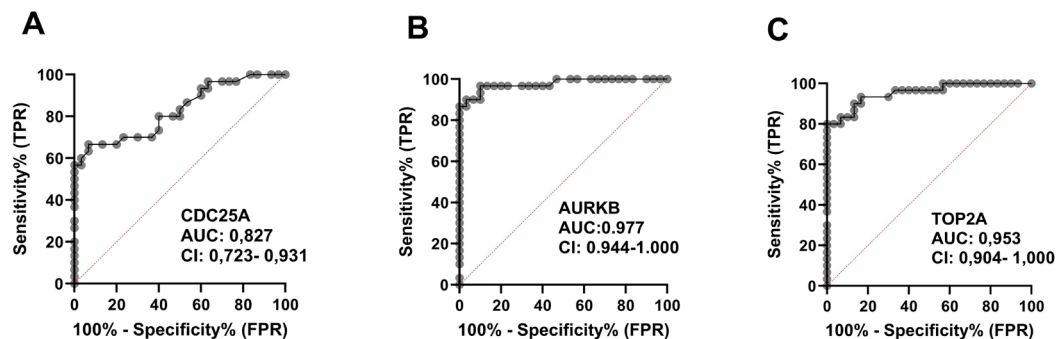 A
B
C
Sensitivity% (TPR)
100
80
60
40
20
0
CDC25A
AUC: 0,827
CI: 0,723- 0,931
0 20 40 60 80 100
100% - Specificity% (FPR)
Sensitivity% (TPR)
100
80
60
40
20
0
AURKB
AUC:0.977
CI: 0.944-1.000
0 20 40 60 80 100
100% - Specificity% (FPR)
Sensitivity% (TPR)
100
80
60
40
20
0
TOP2A
AUC: 0,953
CI: 0,904- 1,000
0 20 40 60 80 100
100% - Specificity% (FPR)